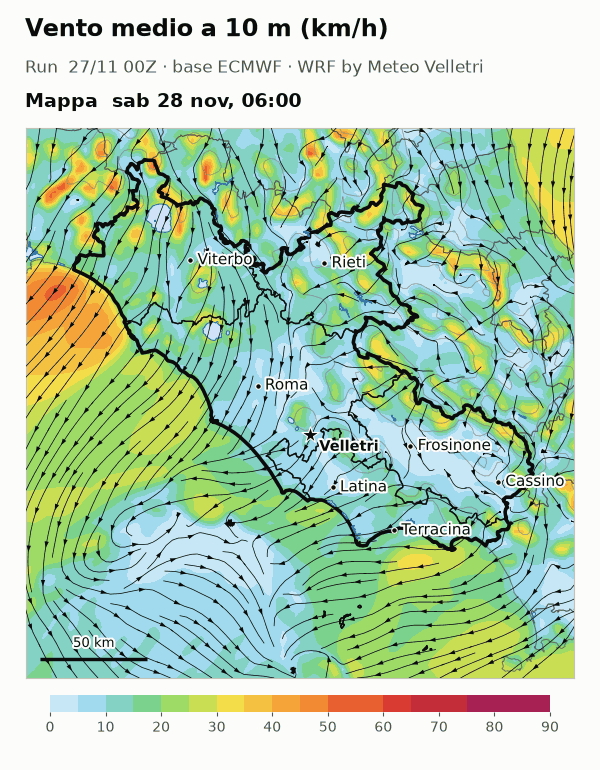 Vento medio a 10 m (km/h)
Run 27/11 00Z · base ECMWF · WRF by Meteo Velletri
Mappa sab 28 nov, 06:00
Viterbo
Rieti
Roma
Velletri
Frosinone
Cassino
Latina
Terracina
50 km
0 10 20 30 40 50 60 70 80 90